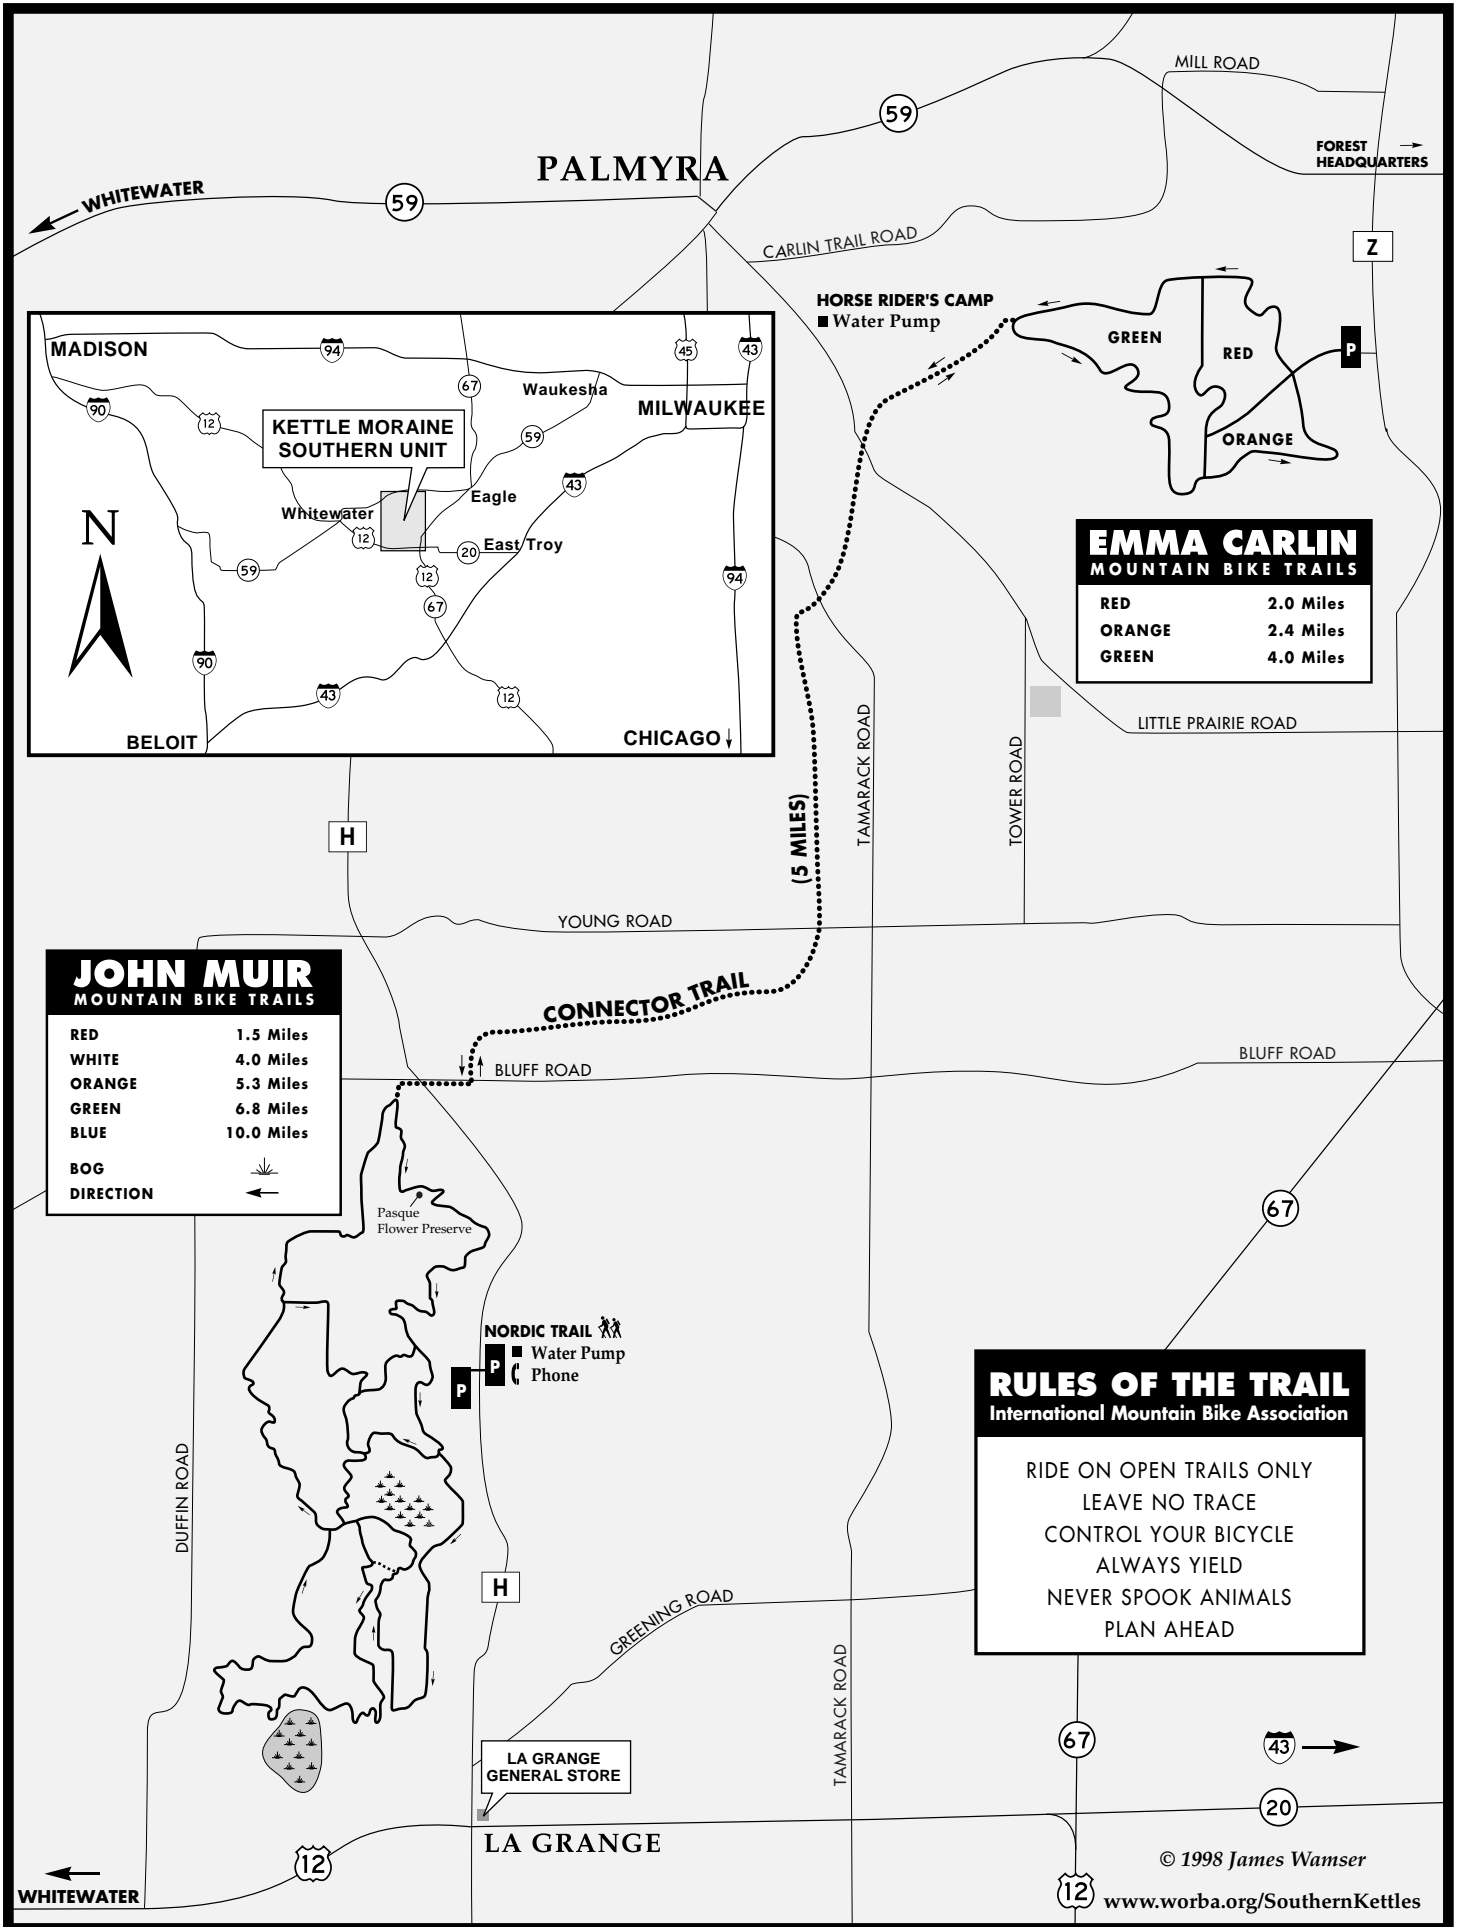 MILL ROAD
59
FOREST
HEADQUARTERS
PALMYRA
WHITEWATER
59
CARLIN TRAIL ROAD
Z
HORSE RIDER'S CAMP
Water Pump
GREEN
RED
P
ORANGE
MADISON
94
45
43
67
Waukesha
90
12
MILWAUKEE
59
KETTLE MORAINE
SOUTHERN UNIT
43
Eagle
Whitewater
N
12
20
East Troy
59
12
94
67
90
43
12
BELOIT
CHICAGO
EMMA CARLIN
MOUNTAIN BIKE TRAILS
RED 2.0 Miles
ORANGE 2.4 Miles
GREEN 4.0 Miles
LITTLE PRAIRIE ROAD
TAMARACK ROAD
TOWER ROAD
(5 MILES)
H
YOUNG ROAD
CONNECTOR TRAIL
BLUFF ROAD
BLUFF ROAD
JOHN MUIR
MOUNTAIN BIKE TRAILS
RED 1.5 Miles
WHITE 4.0 Miles
ORANGE 5.3 Miles
GREEN 6.8 Miles
BLUE 10.0 Miles
BOG
DIRECTION
Pasque
Flower Preserve
67
NORDIC TRAIL
P
Water Pump
P
Phone
RULES OF THE TRAIL
International Mountain Bike Association
RIDE ON OPEN TRAILS ONLY
LEAVE NO TRACE
CONTROL YOUR BICYCLE
ALWAYS YIELD
NEVER SPOOK ANIMALS
PLAN AHEAD
DUFFIN ROAD
H
GREENING ROAD
TAMARACK ROAD
67
43
LA GRANGE
GENERAL STORE
20
LA GRANGE
12
WHITEWATER
© 1998 James Wamser
12
www.worba.org/SouthernKettles